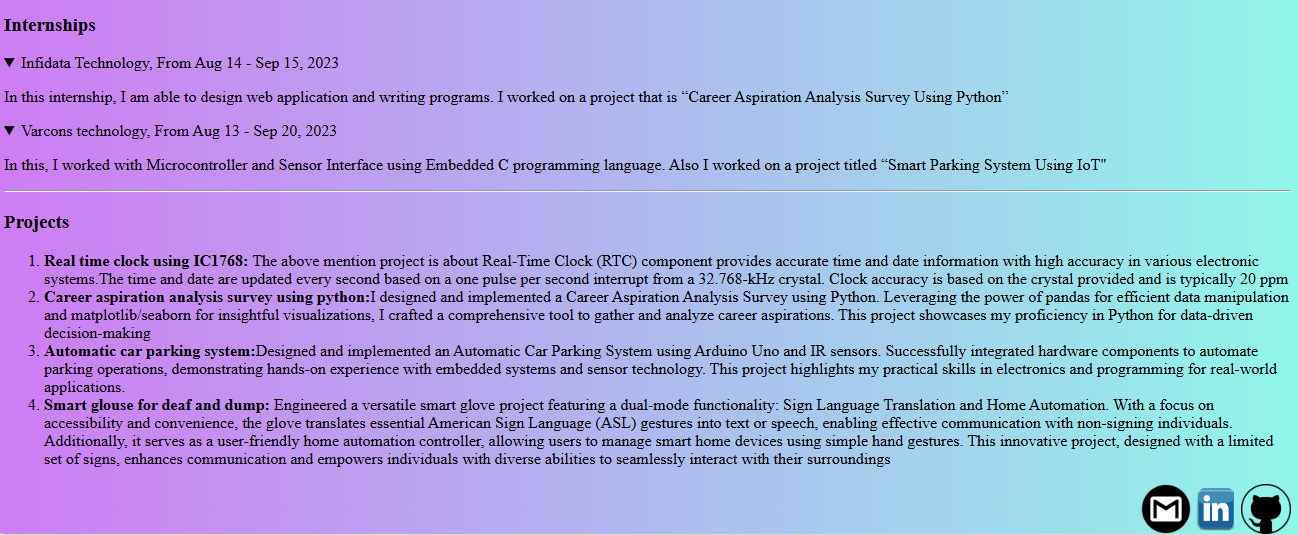 Internships
Infidata Technology, From Aug 14 - Sep 15, 2023
In this internship, I am able to design web application and writing programs. I worked on a project that is “Career Aspiration Analysis Survey Using Python”
Varcons technology, From Aug 13 - Sep 20, 2023
In this, I worked with Microcontroller and Sensor Interface using Embedded C programming language. Also I worked on a project titled “Smart Parking System Using IoT"
Projects
1. Real time clock using IC1768: The above mention project is about Real-Time Clock (RTC) component provides accurate time and date information with high accuracy in various electronic
systems.The time and date are updated every second based on a one pulse per second interrupt from a 32.768-kHz crystal. Clock accuracy is based on the crystal provided and is typically 20 ppm
2. Career aspiration analysis survey using python:I designed and implemented a Career Aspiration Analysis Survey using Python. Leveraging the power of pandas for efficient data manipulation
and matplotlib/seaborn for insightful visualizations, I crafted a comprehensive tool to gather and analyze career aspirations. This project showcases my proficiency in Python for data-driven
decision-making
3. Automatic car parking system:Designed and implemented an Automatic Car Parking System using Arduino Uno and IR sensors. Successfully integrated hardware components to automate
parking operations, demonstrating hands-on experience with embedded systems and sensor technology. This project highlights my practical skills in electronics and programming for real-world
applications.
4. Smart glouse for deaf and dump: Engineered a versatile smart glove project featuring a dual-mode functionality: Sign Language Translation and Home Automation. With a focus on
accessibility and convenience, the glove translates essential American Sign Language (ASL) gestures into text or speech, enabling effective communication with non-signing individuals.
Additionally, it serves as a user-friendly home automation controller, allowing users to manage smart home devices using simple hand gestures. This innovative project, designed with a limited
set of signs, enhances communication and empowers individuals with diverse abilities to seamlessly interact with their surroundings
in